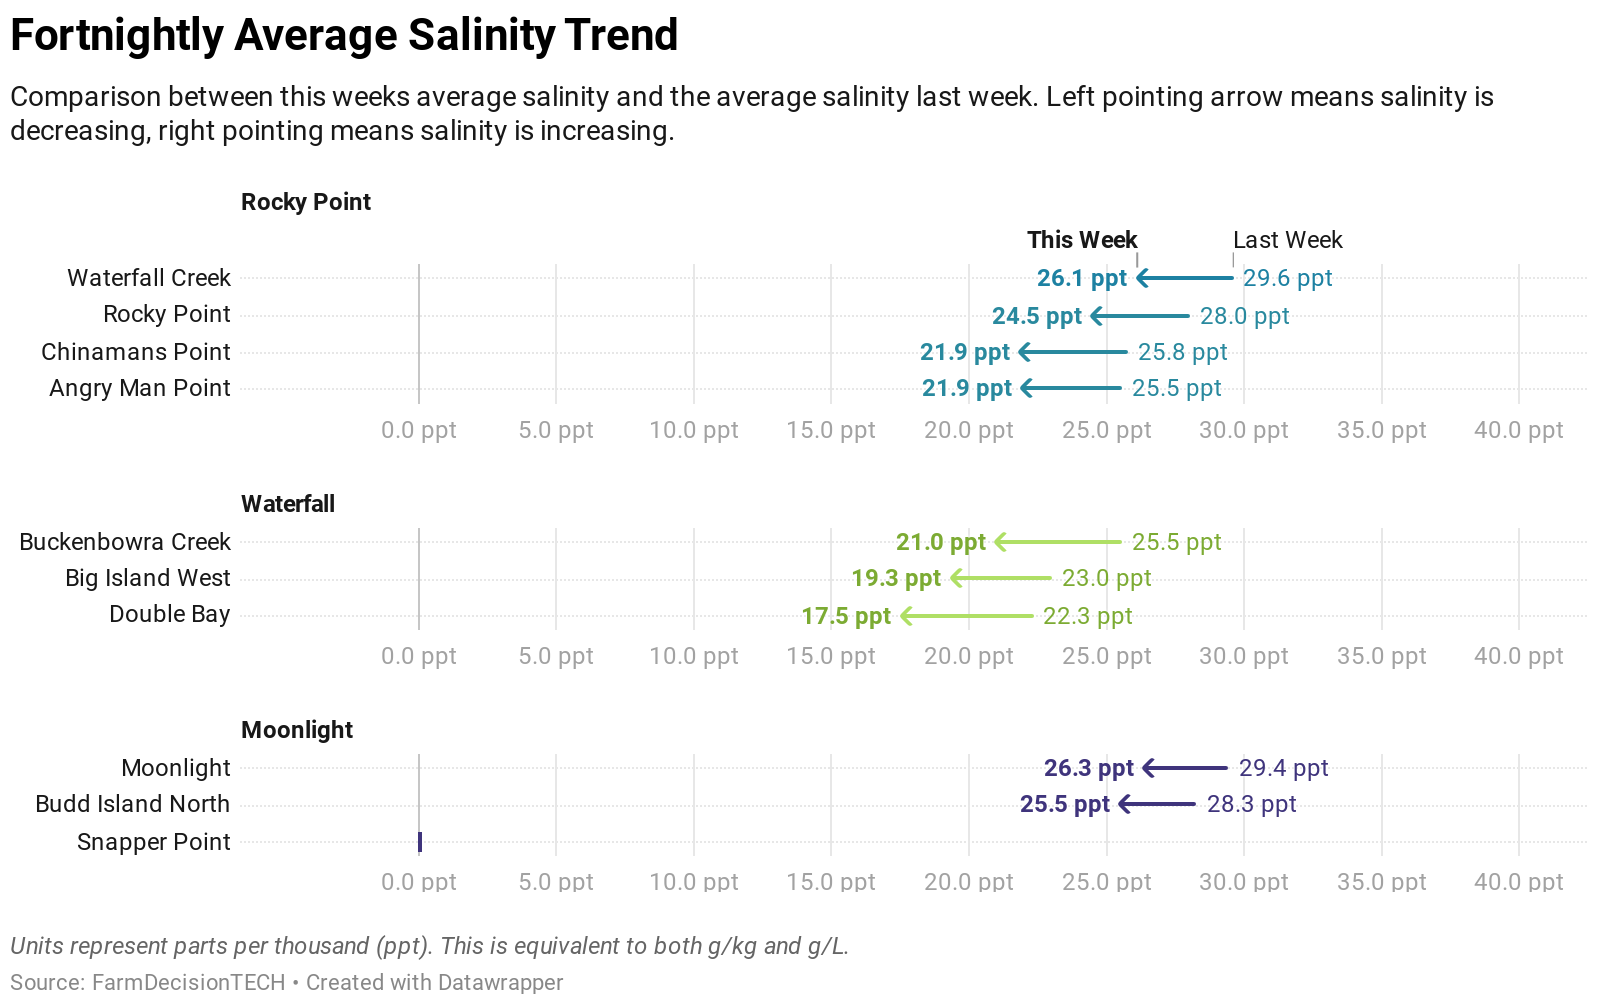 Fortnightly Average Salinity Trend
Comparison between this weeks average salinity and the average salinity last week. Left pointing arrow means salinity is
decreasing, right pointing means salinity is increasing.
Rocky Point
This Week Last Week
Waterfall Creek 26.1 ppt 29.6 ppt
Rocky Point 24.5 ppt 28.0 ppt
Chinamans Point 21.9 ppt 25.8 ppt
Angry Man Point 21.9 ppt 25.5 ppt
0.0 ppt 5.0 ppt 10.0 ppt 15.0 ppt 20.0 ppt 25.0 ppt 30.0 ppt 35.0 ppt 40.0 ppt
Waterfall
Buckenbowra Creek 21.0 ppt 25.5 ppt
Big Island West 19.3 ppt 23.0 ppt
Double Bay 17.5 ppt 22.3 ppt
0.0 ppt 5.0 ppt 10.0 ppt 15.0 ppt 20.0 ppt 25.0 ppt 30.0 ppt 35.0 ppt 40.0 ppt
Moonlight
Moonlight 26.3 ppt 29.4 ppt
Budd Island North 25.5 ppt 28.3 ppt
Snapper Point
0.0 ppt 5.0 ppt 10.0 ppt 15.0 ppt 20.0 ppt 25.0 ppt 30.0 ppt 35.0 ppt 40.0 ppt
Units represent parts per thousand (ppt). This is equivalent to both g/kg and g/L.
Source: FarmDecisionTECH • Created with Datawrapper